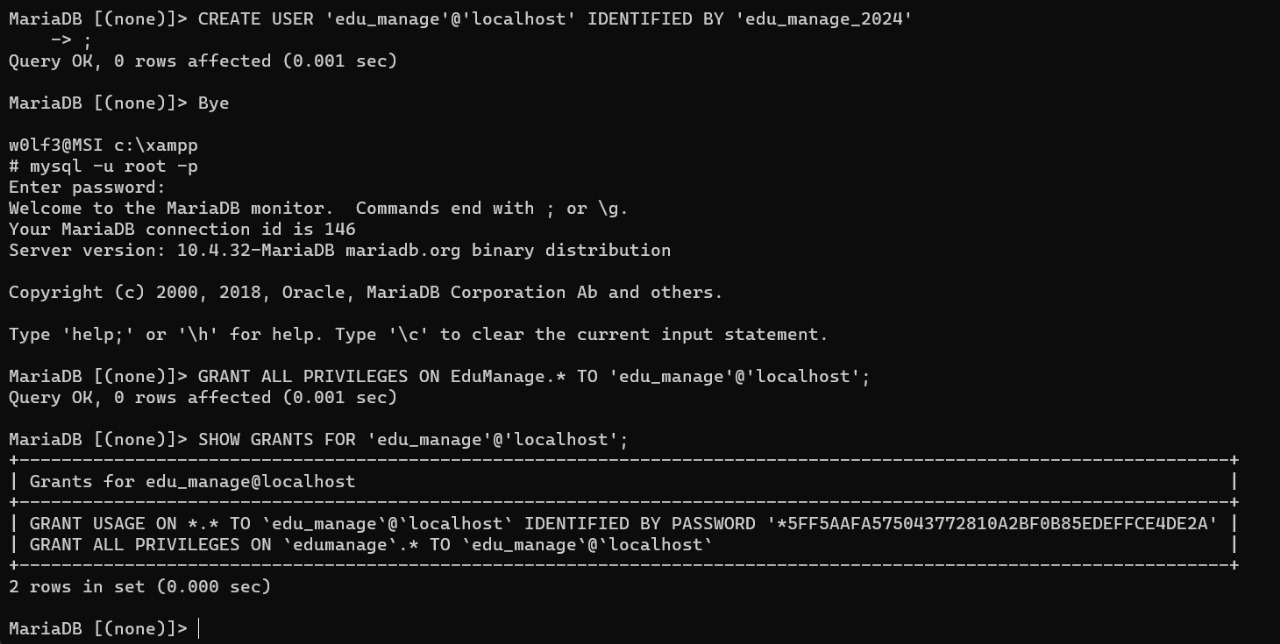 MariaDB [(none)]> CREATE USER 'edu_manage'@'localhost' IDENTIFIED BY 'edu_manage_2024'
    -> ;
Query OK, 0 rows affected (0.001 sec)
MariaDB [(none)]> Bye
w0lf3@MSI c:\xampp
# mysql -u root -p
Enter password:
Welcome to the MariaDB monitor.  Commands end with ; or \g.
Your MariaDB connection id is 146
Server version: 10.4.32-MariaDB mariadb.org binary distribution
Copyright (c) 2000, 2018, Oracle, MariaDB Corporation Ab and others.
Type 'help;' or '\h' for help. Type '\c' to clear the current input statement.
MariaDB [(none)]> GRANT ALL PRIVILEGES ON EduManage.* TO 'edu_manage'@'localhost';
Query OK, 0 rows affected (0.001 sec)
MariaDB [(none)]> SHOW GRANTS FOR 'edu_manage'@'localhost';
| Grants for edu_manage@localhost |
| GRANT USAGE ON *.* TO `edu_manage`@`localhost` IDENTIFIED BY PASSWORD '*5FF5AAFA575043772810A2BF0B85EDEFFCE4DE2A' |
| GRANT ALL PRIVILEGES ON `edumanage`.* TO `edu_manage`@`localhost` |
2 rows in set (0.000 sec)
MariaDB [(none)]>